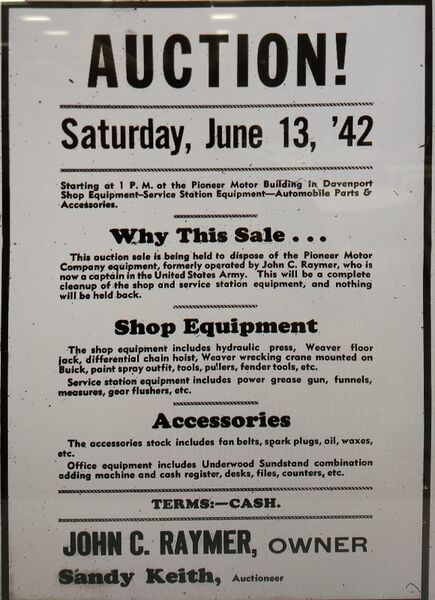 AUCTION!
Saturday, June 13, '42
Starting at 1 P. M. at the Pioneer Motor Building in Davenport
Shop Equipment-Service Station Equipment—Automobile Parts &
Accessories.
Why This Sale . . .
This auction sale is being held to dispose of the Pioneer Motor
Company equipment, formerly operated by John C. Raymer, who is
now a captain in the United States Army. This will be a complete
cleanup of the shop and service station equipment, and nothing
will be held back.
Shop Equipment
The shop equipment includes hydraulic press, Weaver floor
jack, differential chain hoist, Weaver wrecking crane mounted on
Buick, paint spray outfit, tools, pullers, fender tools, etc.
Service station equipment includes power grease gun, funnels,
measures, gear flushers, etc.
Accessories
The accessories stock includes fan belts, spark plugs, oil, waxes,
etc.
Office equipment includes Underwood Sundstand combination
adding machine and cash register, desks, files, counters, etc.
TERMS:—CASH.
JOHN C. RAYMER, OWNER
Sandy Keith, Auctioneer